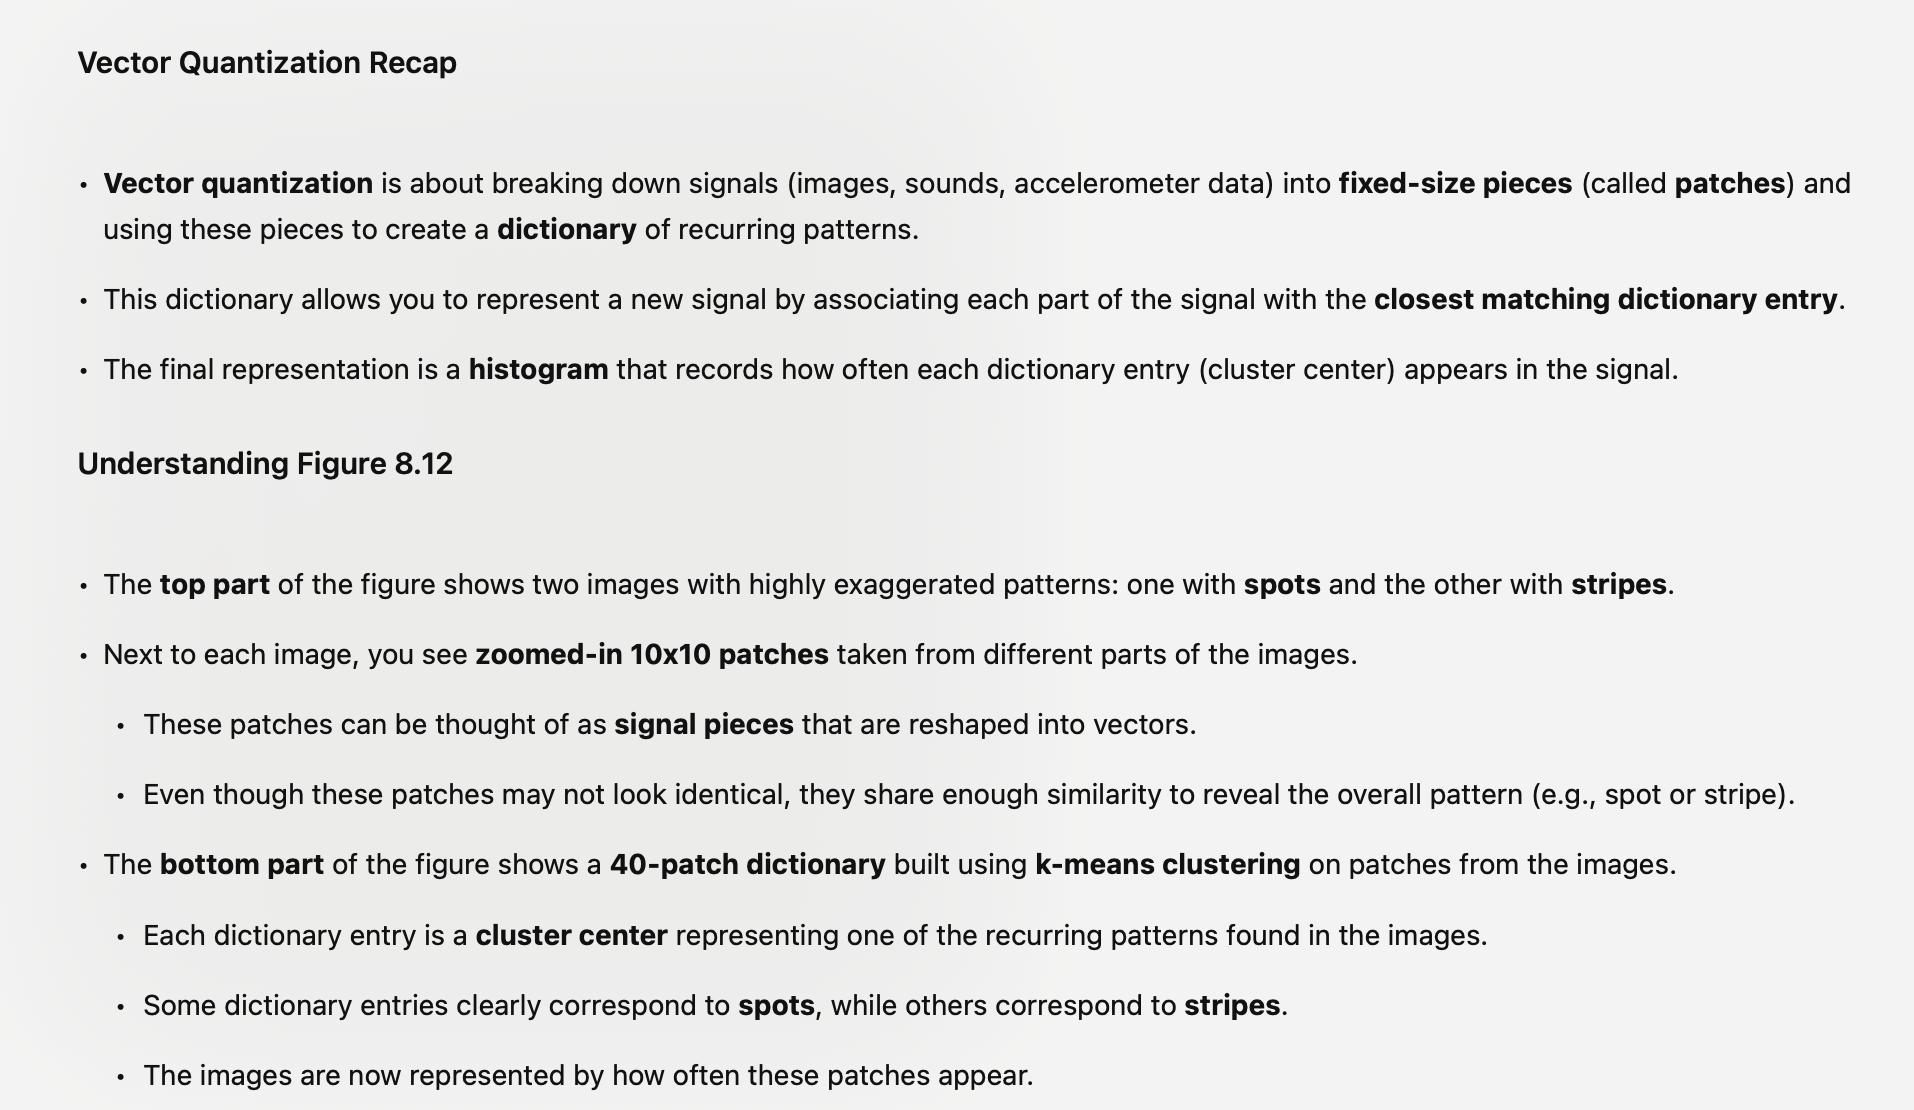 Vector Quantization Recap
• Vector quantization is about breaking down signals (images, sounds, accelerometer data) into fixed-size pieces (called patches) and
using these pieces to create a dictionary of recurring patterns.
• This dictionary allows you to represent a new signal by associating each part of the signal with the closest matching dictionary entry.
• The final representation is a histogram that records how often each dictionary entry (cluster center) appears in the signal.
Understanding Figure 8.12
• The top part of the figure shows two images with highly exaggerated patterns: one with spots and the other with stripes.
• Next to each image, you see zoomed-in 10x10 patches taken from different parts of the images.
• These patches can be thought of as signal pieces that are reshaped into vectors.
• Even though these patches may not look identical, they share enough similarity to reveal the overall pattern (e.g., spot or stripe).
• The bottom part of the figure shows a 40-patch dictionary built using k-means clustering on patches from the images.
• Each dictionary entry is a cluster center representing one of the recurring patterns found in the images.
• Some dictionary entries clearly correspond to spots, while others correspond to stripes.
• The images are now represented by how often these patches appear.